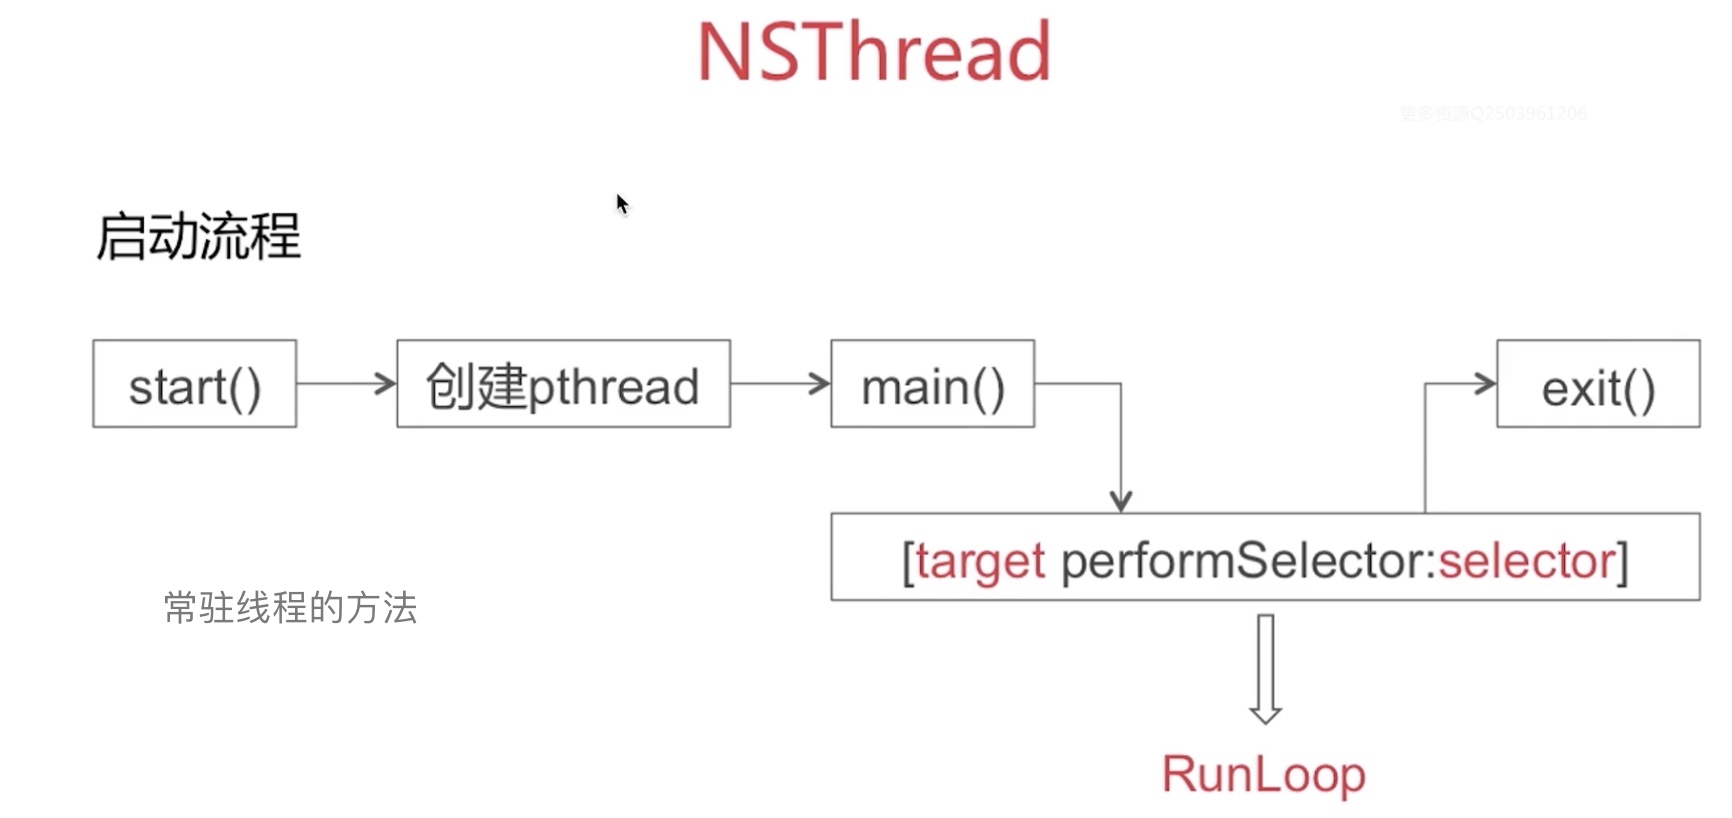 NSThread
更多资源Q2503961206
启动流程
start()
创建pthread
main()
exit()
[target performSelector:selector]
常驻线程的方法
RunLoop